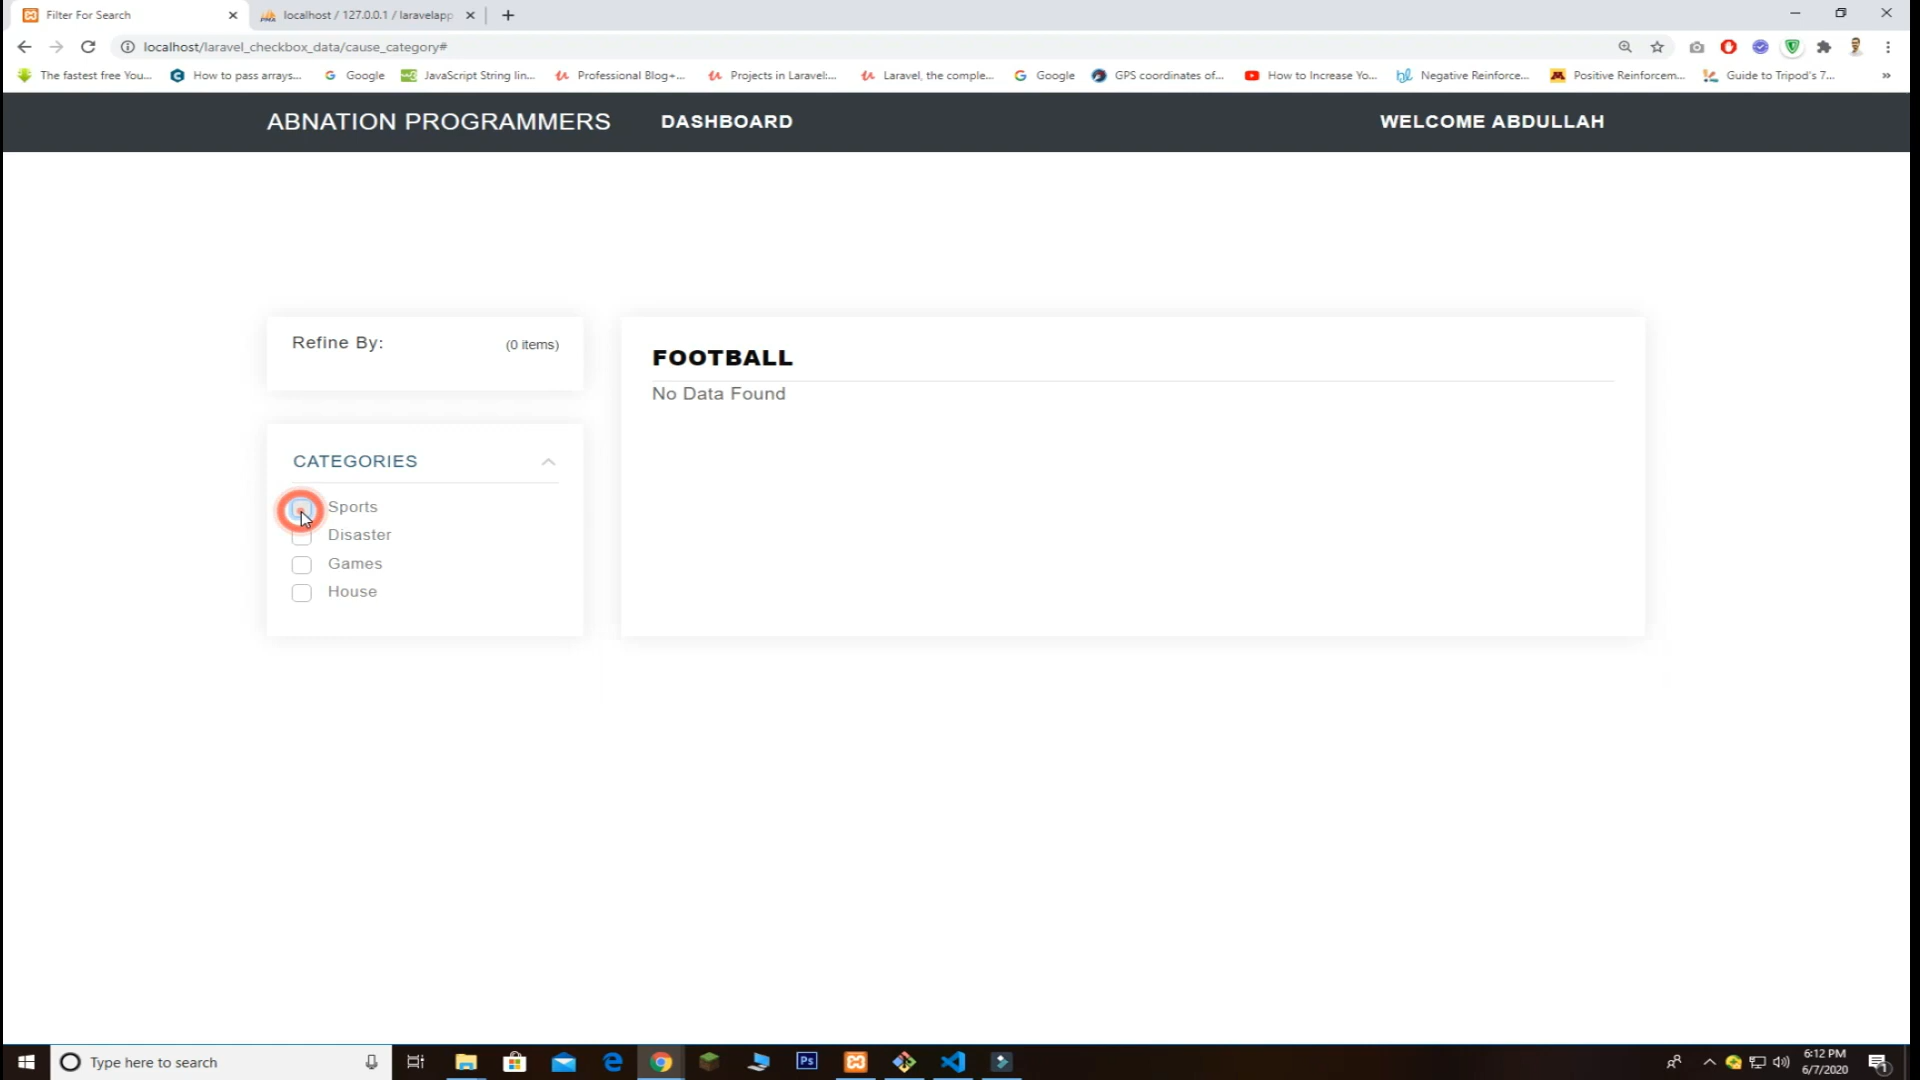 Filter For Search
localhost / 127.0.0.1 / laravelapp
localhost/laravel_checkbox_data/cause_category#
The fastest free You...
How to pass arrays...
Google
JavaScript String lin...
Professional Blog+...
Projects in Laravel:...
Laravel, the comple...
Google
GPS coordinates of...
How to Increase Yo...
Negative Reinforce...
Positive Reinforcem...
Guide to Tripod's 7...
»
ABNATION PROGRAMMERS
DASHBOARD
WELCOME ABDULLAH
Refine By:
(0 items)
FOOTBALL
No Data Found
CATEGORIES
Sports
Disaster
Games
House
Type here to search
Ps
6:12 PM
6/7/2020
1